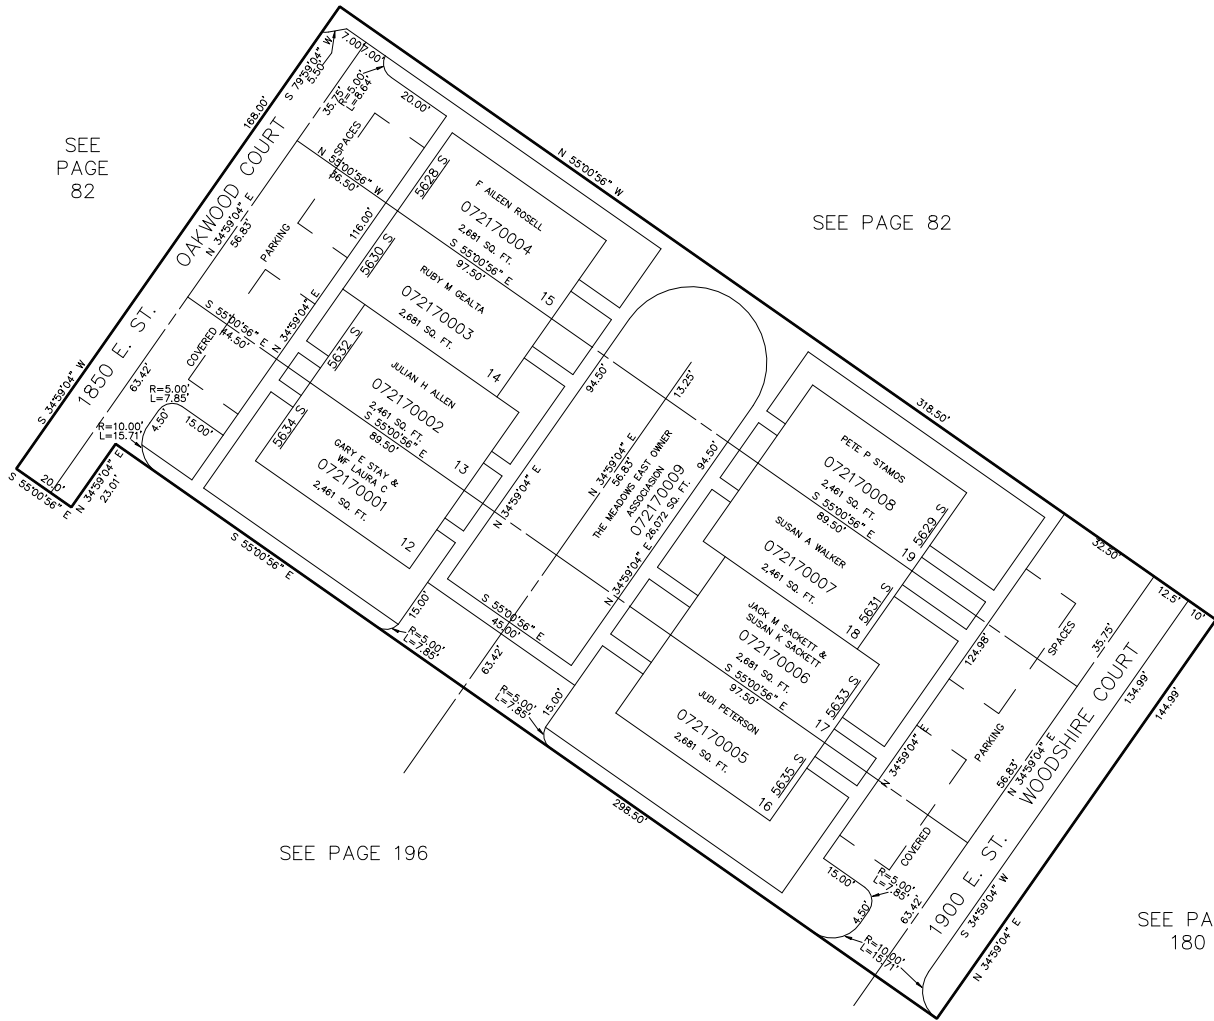 SEE
PAGE
82
SEE PAGE 82
SEE PAGE 196
SEE PA
180
1850 E. ST.
OAKWOOD COURT
168.00'
S 34°59'04" W
S 79°59'04" W
5.50'
7.00'
7.00'
R=5.00'
L=8.64'
35.75'
20.00'
SPACES
N 55°00'56" W
36.50'
N 34°59'04" E
56.83'
PARKING
116.00'
N 34°59'04" E
S 55°00'56" E
44.50'
COVERED
63.42'
R=5.00'
L=7.85'
R=10.00'
L=15.71'
4.50'
15.00'
20.0'
S 55°00'56" E
N 34°59'04" E
23.01'
S 55°00'56" E
N 55°00'56" W
318.50'
5628 S
F AILEEN ROSELL
072170004
2,681 SQ. FT.
S 55°00'56" E
97.50'
15
5630 S
RUBY M GEALTA
072170003
2,681 SQ. FT.
14
5632 S
JULIAN H ALLEN
072170002
2,461 SQ. FT.
S 55°00'56" E
89.50'
13
5634 S
GARY E STAY &
WF LAURA C
072170001
2,461 SQ. FT.
12
94.50'
N 34°59'04" E
13.25'
N 34°59'04" E
56.83'
THE MEADOWS EAST OWNER
ASSOCIASION
072170009
26,072 SQ. FT.
94.50'
N 34°59'04" E
S 55°00'56" E
45.00'
15.00'
R=5.00'
L=7.85'
63.42'
R=5.00'
L=7.85'
15.00'
298.50'
PETE P STAMOS
072170008
2,461 SQ. FT.
S 55°00'56" E
89.50'
5629 S
19
SUSAN A WALKER
072170007
2,461 SQ. FT.
5631 S
18
JACK M SACKETT &
SUSAN K SACKETT
072170006
2,681 SQ. FT.
S 55°00'56" E
97.50'
5633 S
17
JUDI PETERSON
072170005
2,681 SQ. FT.
5635 S
16
32.50'
12.5'
10'
SPACES
35.75'
124.98'
N 34°59'04" E
PARKING
56.83'
N 34°59'04" E
134.99'
144.99'
COVERED
15.00'
R=5.00'
L=7.85'
4.50'
63.42'
R=10.00'
L=15.71'
1900 E. ST.
WOODSHIRE COURT
S 34°59'04" W
N 34°59'04" E